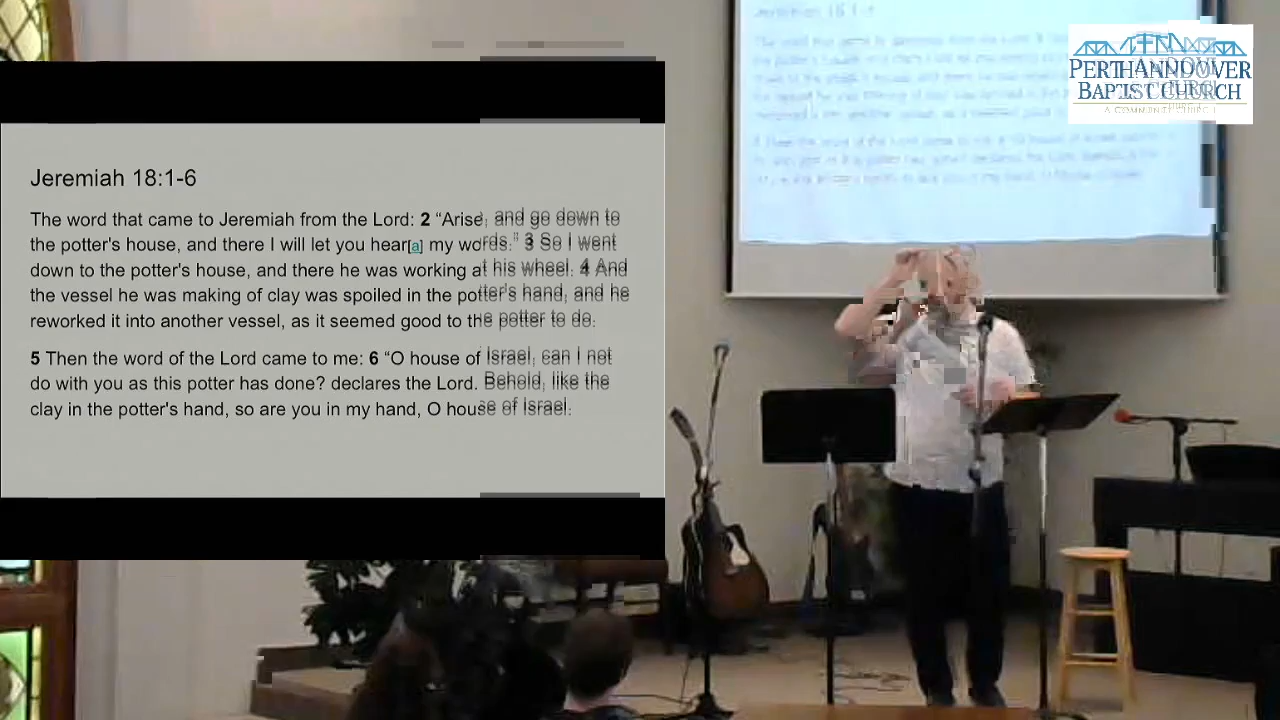 Jeremiah 18:1-6
The word that came to Jeremiah from the Lord: 2 “Arise, and go down to
the potter's house, and there I will let you hear[a] my words.” 3 So I went
down to the potter's house, and there he was working at his wheel. 4 And
the vessel he was making of clay was spoiled in the potter's hand, and he
reworked it into another vessel, as it seemed good to the potter to do.
5 Then the word of the Lord came to me: 6 “O house of Israel, can I not
do with you as this potter has done? declares the Lord. Behold, like the
clay in the potter's hand, so are you in my hand, O house of Israel.
BAPTIST CHURCH
A COMMUNITY CHURCH